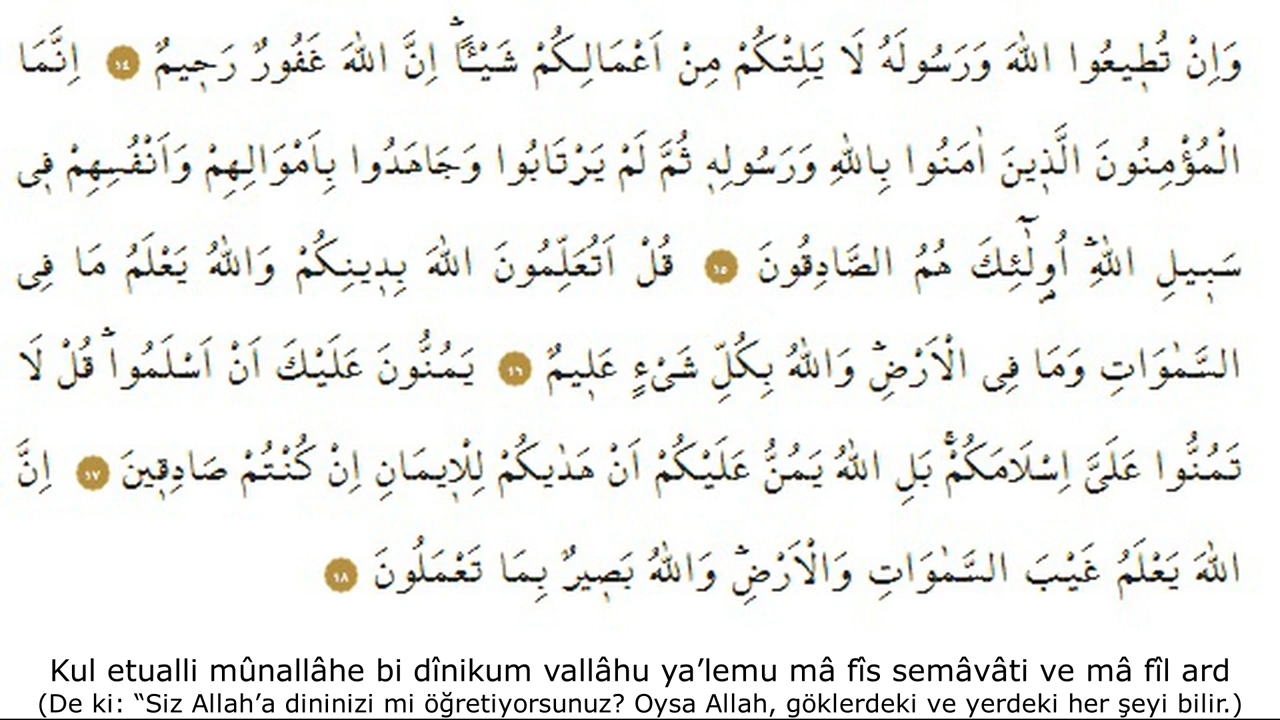 وَاِنْ تُطٖيعُوا اللّٰهَ وَرَسُولَهُ لَا يَلِتْكُمْ مِنْ اَعْمَالِكُمْ شَيْـٔاًؕ اِنَّ اللّٰهَ غَفُورٌ رَحٖيمٌ ١٤ اِنَّمَا
الْمُؤْمِنُونَ الَّذٖينَ اٰمَنُوا بِاللّٰهِ وَرَسُولِهٖ ثُمَّ لَمْ يَرْتَابُوا وَجَاهَدُوا بِاَمْوَالِهِمْ وَاَنْفُسِهِمْ فٖى
سَبٖيلِ اللّٰهِؕ اُو۬لٰٓئِكَ هُمُ الصَّادِقُونَ ١٥ قُلْ اَتُعَلِّمُونَ اللّٰهَ بِدٖينِكُمْ وَاللّٰهُ يَعْلَمُ مَا فِى
السَّمٰوَاتِ وَمَا فِى الْاَرْضِؕ وَاللّٰهُ بِكُلِّ شَىْءٍ عَلٖيمٌ ١٦ يَمُنُّونَ عَلَيْكَ اَنْ اَسْلَمُواؕ قُلْ لَا
تَمُنُّوا عَلَىَّ اِسْلَامَكُمْۚ بَلِ اللّٰهُ يَمُنُّ عَلَيْكُمْ اَنْ هَدٰيكُمْ لِلْاٖيمَانِ اِنْ كُنْتُمْ صَادِقٖينَ ١٧ اِنَّ
اللّٰهَ يَعْلَمُ غَيْبَ السَّمٰوَاتِ وَالْاَرْضِؕ وَاللّٰهُ بَصٖيرٌ بِمَا تَعْمَلُونَ ١٨
Kul etualli mûnallâhe bi dînikum vallâhu ya’lemu mâ fîs semâvâti ve mâ fîl ard
(De ki: “Siz Allah’a dininizi mi öğretiyorsunuz? Oysa Allah, göklerdeki ve yerdeki her şeyi bilir.)